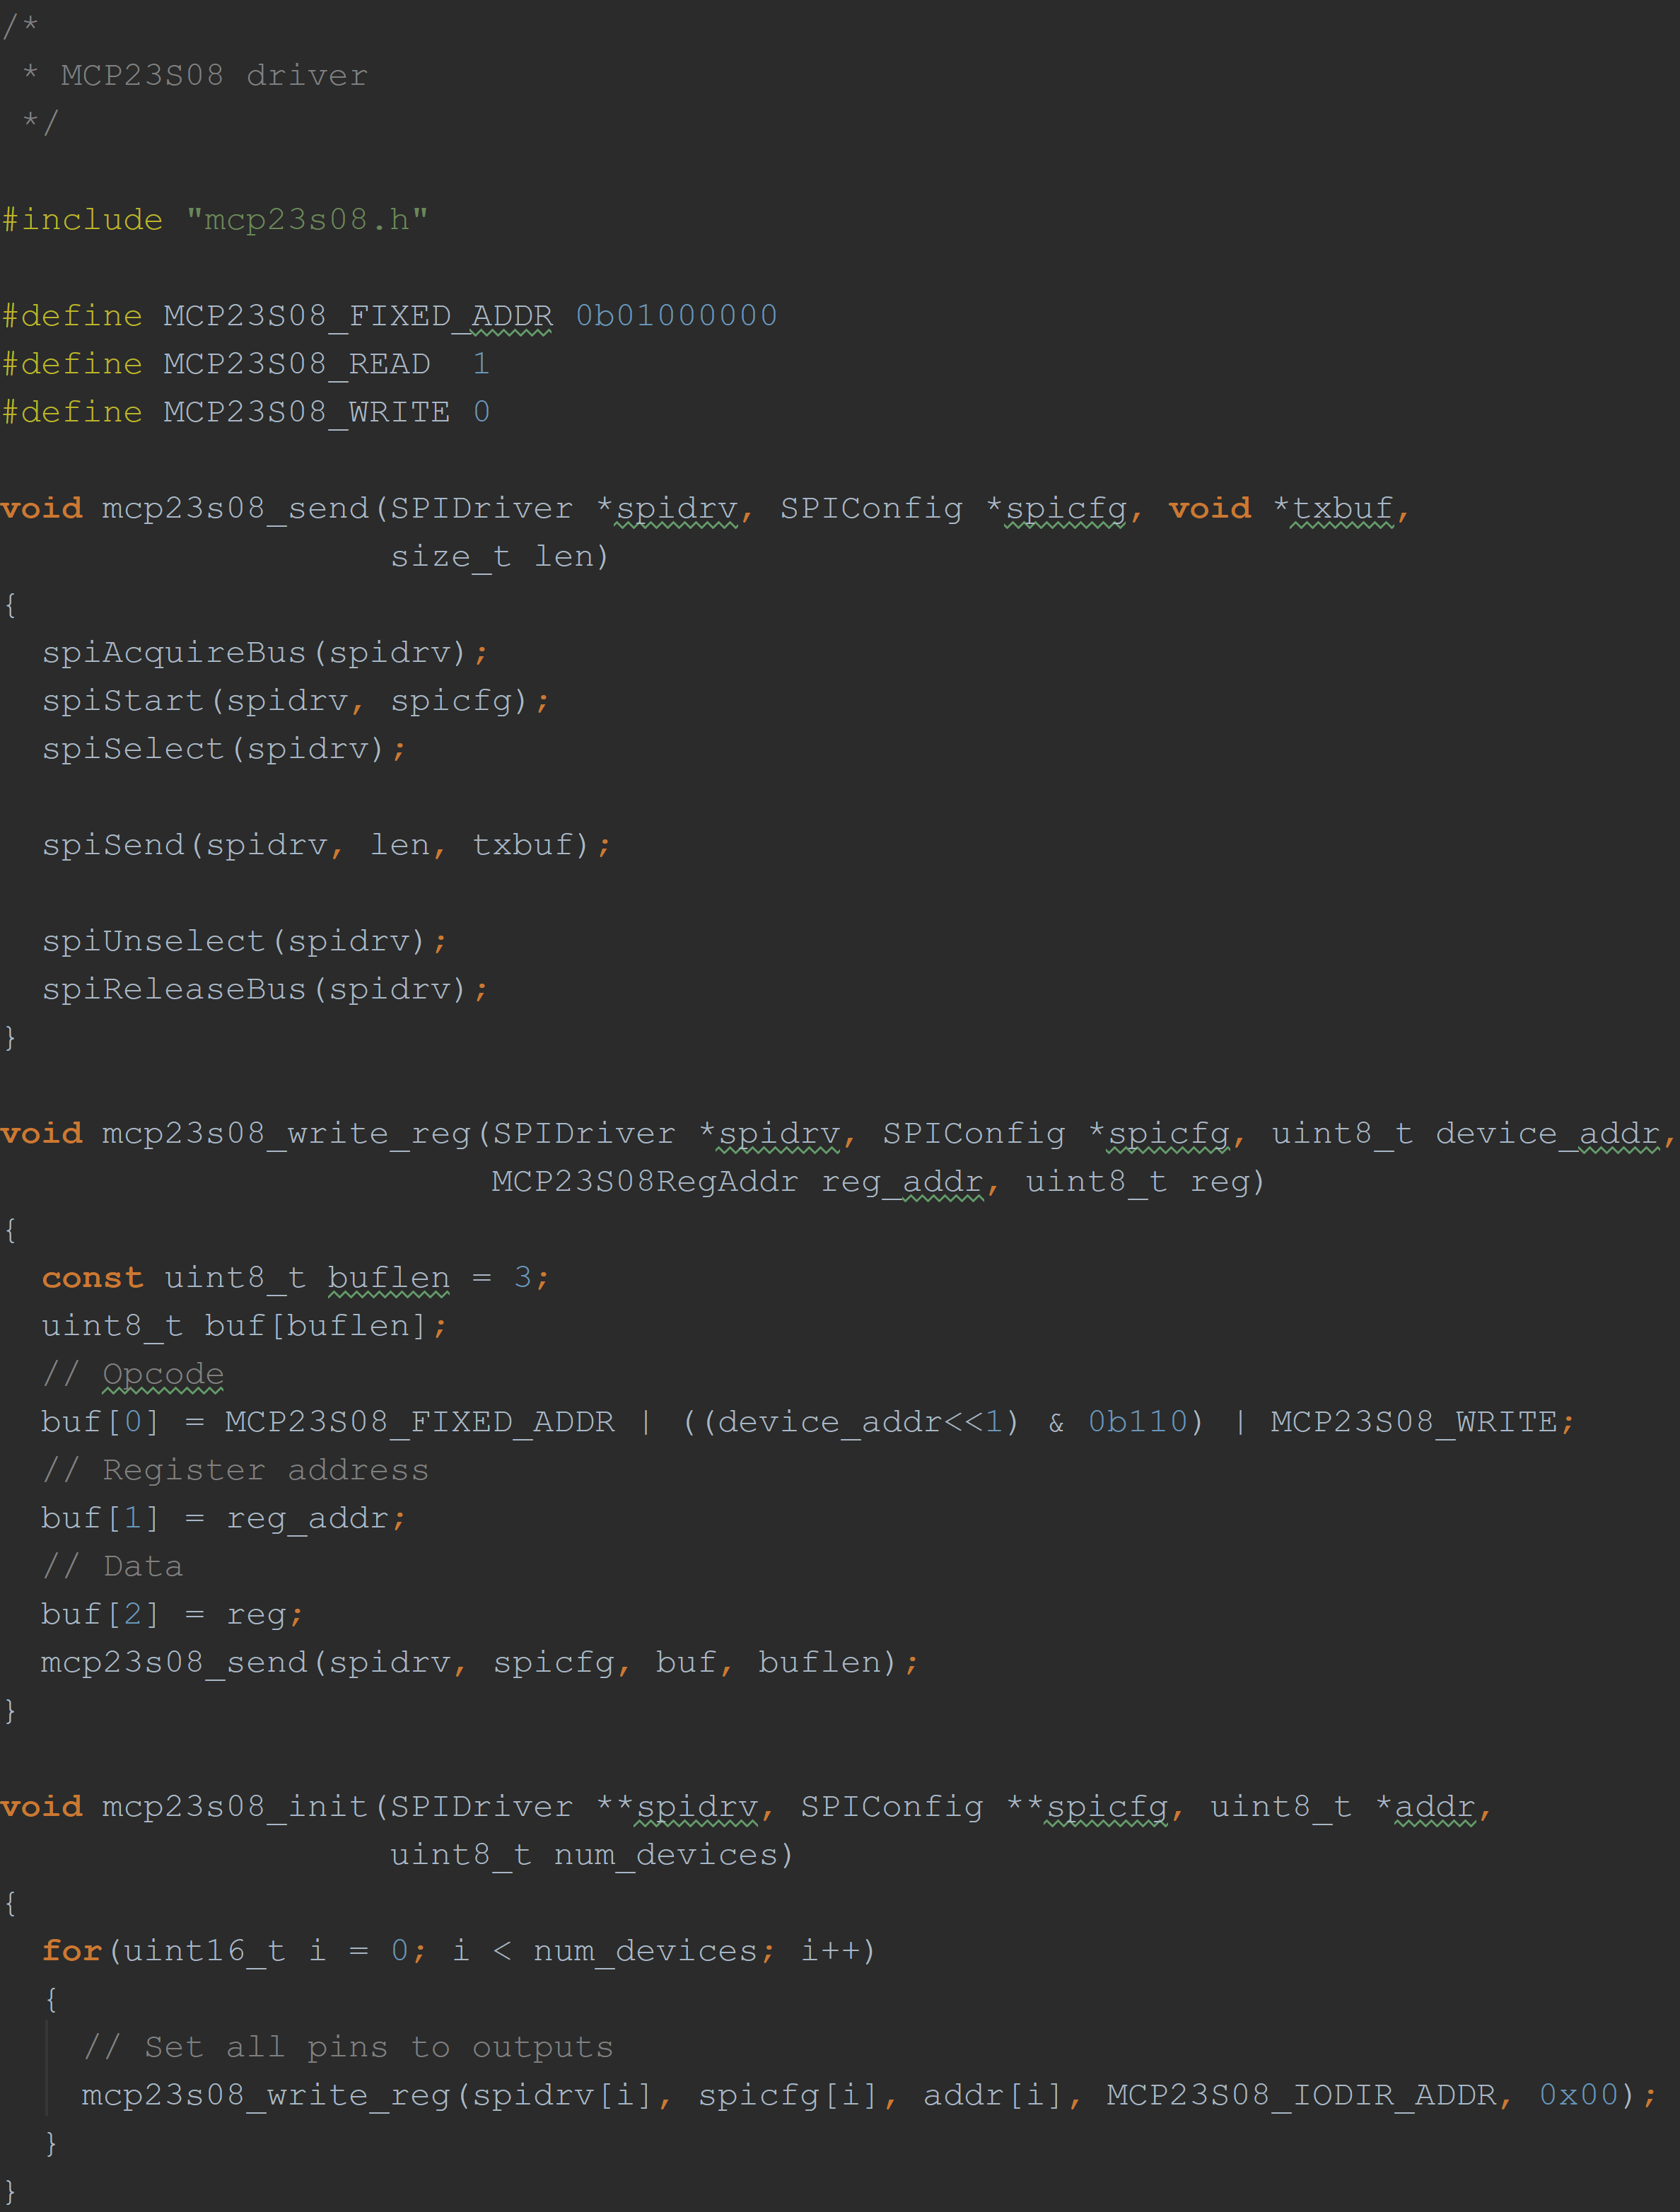 /*
 * MCP23S08 driver
 */

#include "mcp23s08.h"

#define MCP23S08_FIXED_ADDR 0b01000000
#define MCP23S08_READ  1
#define MCP23S08_WRITE 0

void mcp23s08_send(SPIDriver *spidrv, SPIConfig *spicfg, void *txbuf,
                   size_t len)
{
  spiAcquireBus(spidrv);
  spiStart(spidrv, spicfg);
  spiSelect(spidrv);

  spiSend(spidrv, len, txbuf);

  spiUnselect(spidrv);
  spiReleaseBus(spidrv);
}

void mcp23s08_write_reg(SPIDriver *spidrv, SPIConfig *spicfg, uint8_t device_addr,
                        MCP23S08RegAddr reg_addr, uint8_t reg)
{
  const uint8_t buflen = 3;
  uint8_t buf[buflen];
  // Opcode
  buf[0] = MCP23S08_FIXED_ADDR | ((device_addr<<1) & 0b110) | MCP23S08_WRITE;
  // Register address
  buf[1] = reg_addr;
  // Data
  buf[2] = reg;
  mcp23s08_send(spidrv, spicfg, buf, buflen);
}

void mcp23s08_init(SPIDriver **spidrv, SPIConfig **spicfg, uint8_t *addr,
                   uint8_t num_devices)
{
  for(uint16_t i = 0; i < num_devices; i++)
  {
    // Set all pins to outputs
    mcp23s08_write_reg(spidrv[i], spicfg[i], addr[i], MCP23S08_IODIR_ADDR, 0x00);
  }
}